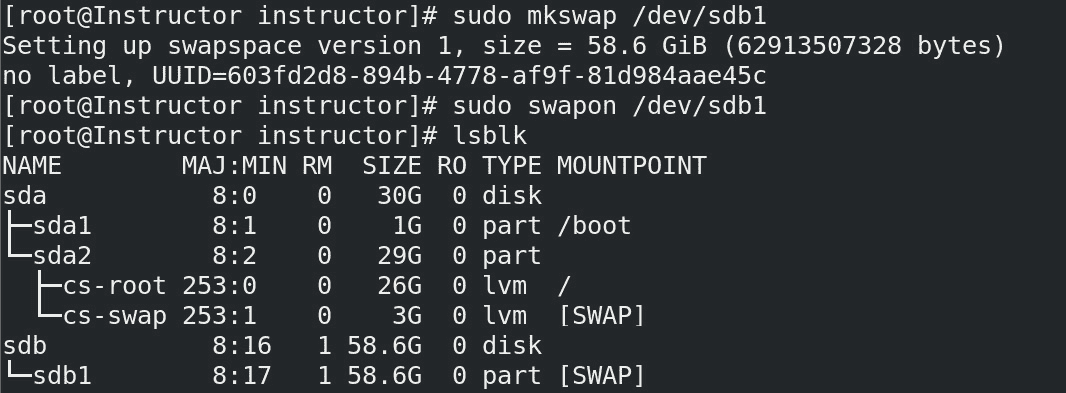 [root@Instructor instructor]# sudo mkswap /dev/sdb1
Setting up swapspace version 1, size = 58.6 GiB (62913507328 bytes)
no label, UUID=603fd2d8-894b-4778-af9f-81d984aae45c
[root@Instructor instructor]# sudo swapon /dev/sdb1
[root@Instructor instructor]# lsblk
NAME        MAJ:MIN RM  SIZE RO TYPE MOUNTPOINT
sda           8:0    0   30G  0 disk
├─sda1        8:1    0    1G  0 part /boot
└─sda2        8:2    0   29G  0 part
  ├─cs-root 253:0    0   26G  0 lvm  /
  └─cs-swap 253:1    0    3G  0 lvm  [SWAP]
sdb           8:16   1 58.6G  0 disk
└─sdb1        8:17   1 58.6G  0 part [SWAP]